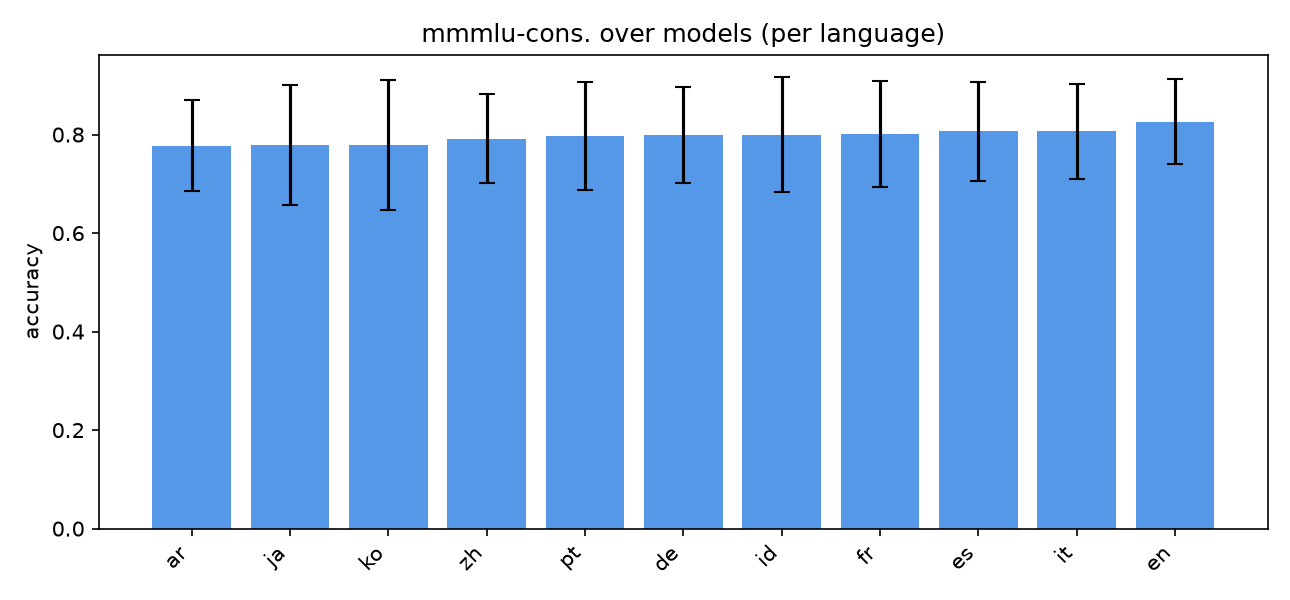 mmmlu-cons. over models (per language)
accuracy
0.8
0.6
0.4
0.2
0.0
ar
ja
ko
zh
pt
de
id
fr
es
it
en